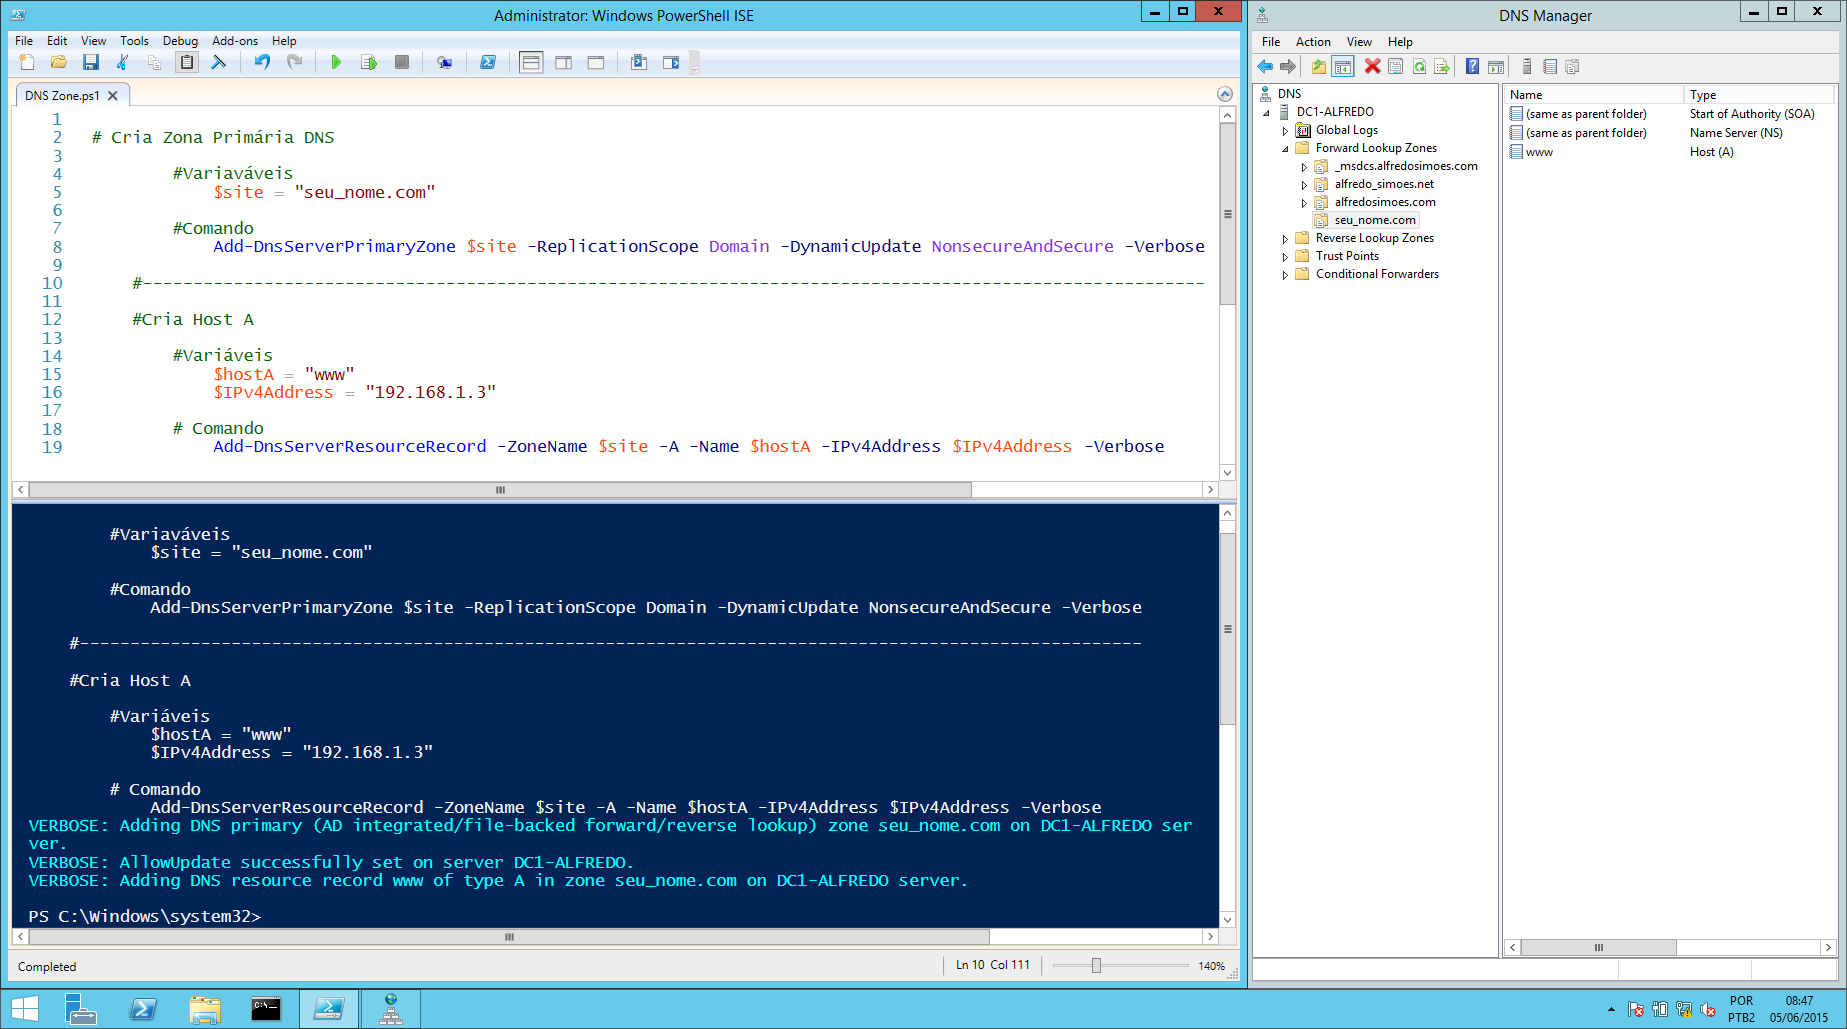 Administrator: Windows PowerShell ISE
File Edit View Tools Debug Add-ons Help
DNS Zone.ps1
1
2 # Cria Zona Primária DNS
3
4 #Variaváveis
5 $site = "seu_nome.com"
6
7 #Comando
8 Add-DnsServerPrimaryZone $site -ReplicationScope Domain -DynamicUpdate NonsecureAndSecure -Verbose
9
10 #---------------------------------------------------------------------------------------------------------
11
12 #Cria Host A
13
14 #Variáveis
15 $hostA = "www"
16 $IPv4Address = "192.168.1.3"
17
18 # Comando
19 Add-DnsServerResourceRecord -ZoneName $site -A -Name $hostA -IPv4Address $IPv4Address -Verbose
#Variaváveis
$site = "seu_nome.com"
#Comando
Add-DnsServerPrimaryZone $site -ReplicationScope Domain -DynamicUpdate NonsecureAndSecure -Verbose
#---------------------------------------------------------------------------------------------------------
#Cria Host A
#Variáveis
$hostA = "www"
$IPv4Address = "192.168.1.3"
# Comando
Add-DnsServerResourceRecord -ZoneName $site -A -Name $hostA -IPv4Address $IPv4Address -Verbose
VERBOSE: Adding DNS primary (AD integrated/file-backed forward/reverse lookup) zone seu_nome.com on DC1-ALFREDO ser
ver.
VERBOSE: AllowUpdate successfully set on server DC1-ALFREDO.
VERBOSE: Adding DNS resource record www of type A in zone seu_nome.com on DC1-ALFREDO server.
PS C:\Windows\system32>
Completed
Ln 10 Col 111
140%
DNS Manager
File Action View Help
DNS
DC1-ALFREDO
Global Logs
Forward Lookup Zones
_msdcs.alfredosimoes.com
alfredo_simoes.net
alfredosimoes.com
seu_nome.com
Reverse Lookup Zones
Trust Points
Conditional Forwarders
Name Type
(same as parent folder) Start of Authority (SOA)
(same as parent folder) Name Server (NS)
www Host (A)
POR 08:47
PTB2 05/06/2015